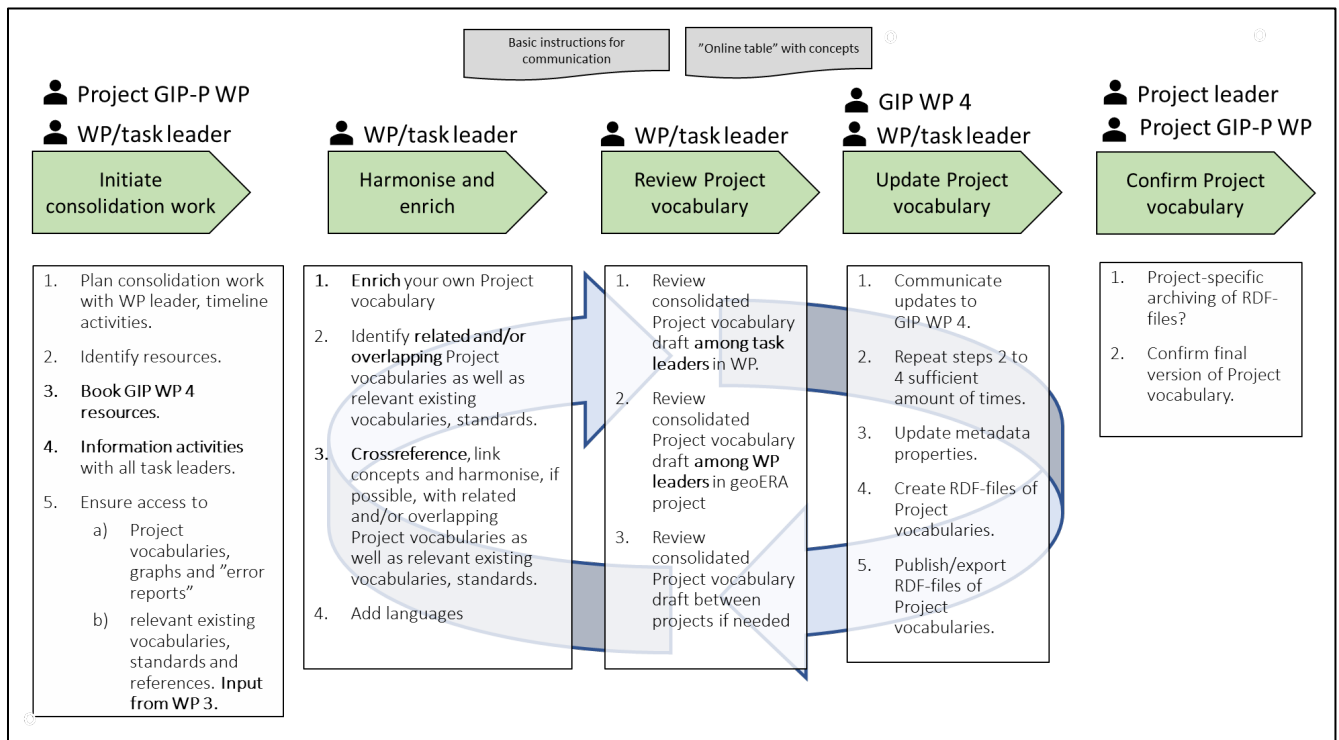 Basic instructions for
communication
"Online table" with concepts
Project GIP-P WP
WP/task leader
WP/task leader
WP/task leader
GIP WP 4
WP/task leader
Project leader
Project GIP-P WP
Initiate
consolidation work
Harmonise and
enrich
Review Project
vocabulary
Update Project
vocabulary
Confirm Project
vocabulary
1. Plan consolidation work
with WP leader, timeline
activities.
2. Identify resources.
3. Book GIP WP 4
resources.
4. Information activities
with all task leaders.
5. Ensure access to
a) Project
vocabularies,
graphs and "error
reports"
b) relevant existing
vocabularies,
standards and
references. Input
from WP 3.
1. Enrich your own Project
vocabulary
2. Identify related and/or
overlapping Project
vocabularies as well as
relevant existing
vocabularies, standards.
3. Crossreference, link
concepts and harmonise, if
possible, with related
and/or overlapping
Project vocabularies as
well as relevant existing
vocabularies, standards.
4. Add languages
1. Review
consolidated
Project vocabulary
draft among task
leaders in WP.
2. Review
consolidated
Project vocabulary
draft among WP
leaders in geoERA
project
3. Review
consolidated
Project vocabulary
draft between
projects if needed
1. Communicate
updates to
GIP WP 4.
2. Repeat steps 2 to
4 sufficient
amount of times.
3. Update metadata
properties.
4. Create RDF-files of
Project
vocabularies.
5. Publish/export
RDF-files of
Project
vocabularies.
1. Project-specific
archiving of RDF-
files?
2. Confirm final
version of Project
vocabulary.